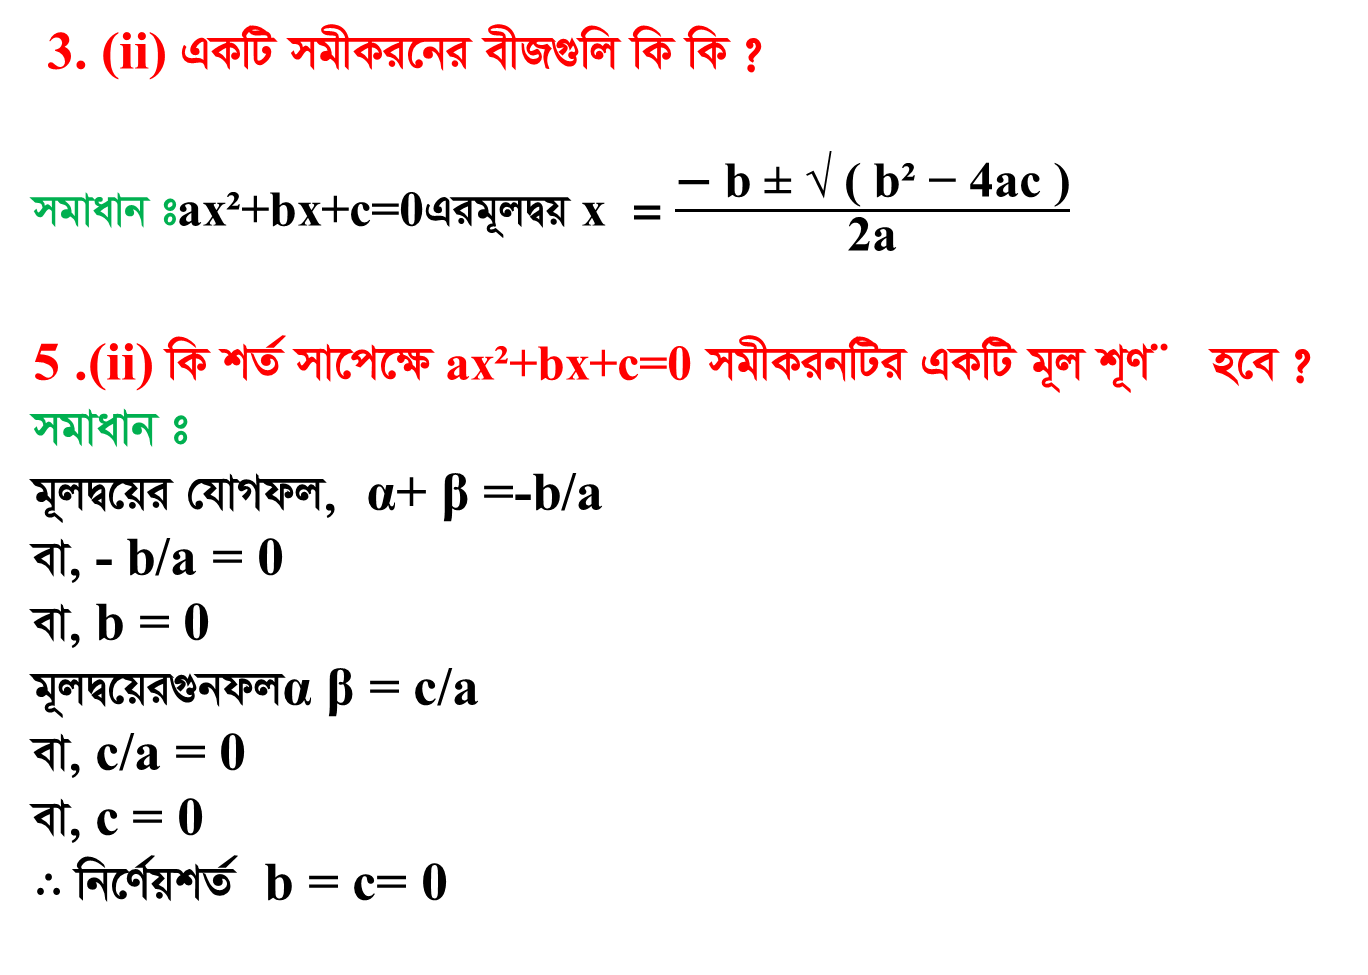 3. (ii) একটি সমীকরনের বীজগুলি কি কি ?
সমাধান ঃax²+bx+c=0এরমূলদ্বয় x = − b ± √ ( b² − 4ac )
2a
5 .(ii) কি শর্ত সাপেক্ষে ax²+bx+c=0 সমীকরনটির একটি মূল শূণ¨ হবে ?
সমাধান ঃ
মূলদ্বয়ের যোগফল, α+ β =-b/a
বা, - b/a = 0
বা, b = 0
মূলদ্বয়েরগুনফলα β = c/a
বা, c/a = 0
বা, c = 0
∴ নির্ণেয়শর্ত b = c= 0